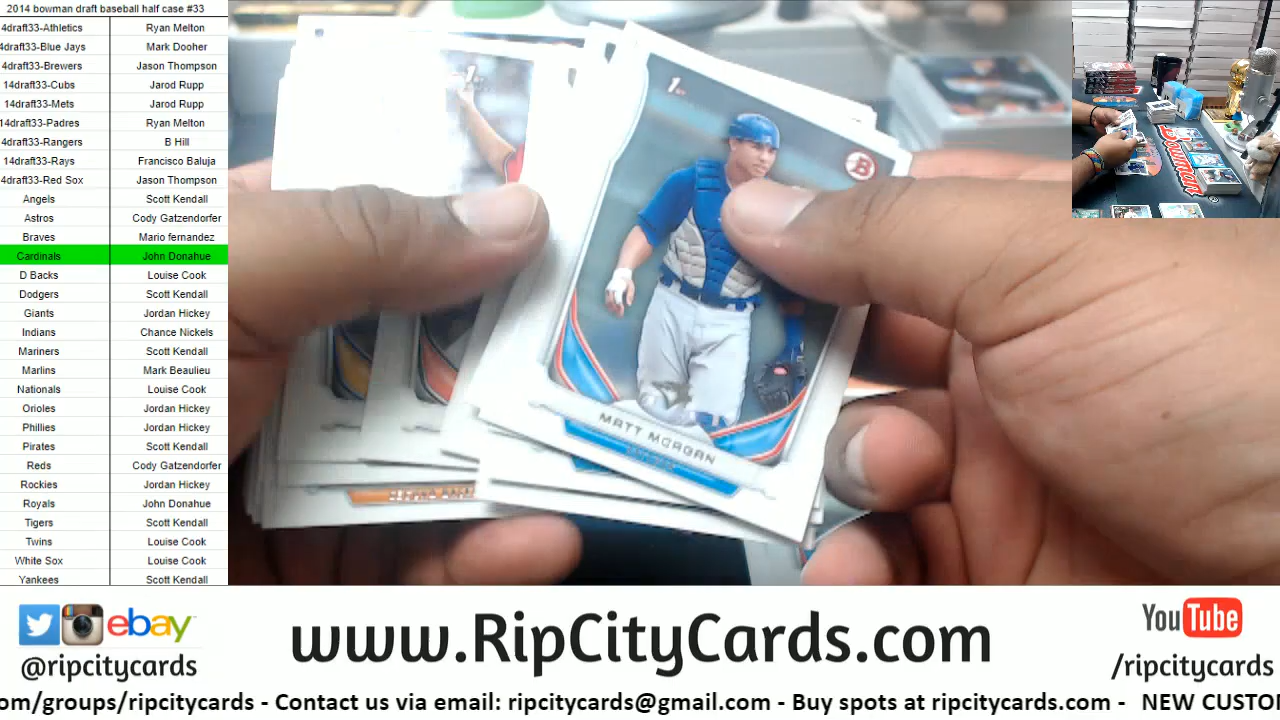 2014 bowman draft baseball half case #33
4draft33-Athletics Ryan Melton
4draft33-Blue Jays Mark Dooher
4draft33-Brewers Jason Thompson
14draft33-Cubs Jarod Rupp
14draft33-Mets Jarod Rupp
14draft33-Padres Ryan Melton
4draft33-Rangers B Hill
14draft33-Rays Francisco Baluja
4draft33-Red Sox Jason Thompson
Angels Scott Kendall
Astros Cody Gatzendorfer
Braves Mario fernandez
Cardinals John Donahue
D Backs Louise Cook
Dodgers Scott Kendall
Giants Jordan Hickey
Indians Chance Nickels
Mariners Scott Kendall
Marlins Mark Beaulieu
Nationals Louise Cook
Orioles Jordan Hickey
Phillies Jordan Hickey
Pirates Scott Kendall
Reds Cody Gatzendorfer
Rockies Jordan Hickey
Royals John Donahue
Tigers Scott Kendall
Twins Louise Cook
White Sox Louise Cook
Yankees Scott Kendall
1st
B
MATT MORGAN
Bowman
ebay
@ripcitycards
www.RipCityCards.com
YouTube
/ripcitycards
om/groups/ripcitycards - Contact us via email: ripcitycards@gmail.com - Buy spots at ripcitycards.com - NEW CUSTO